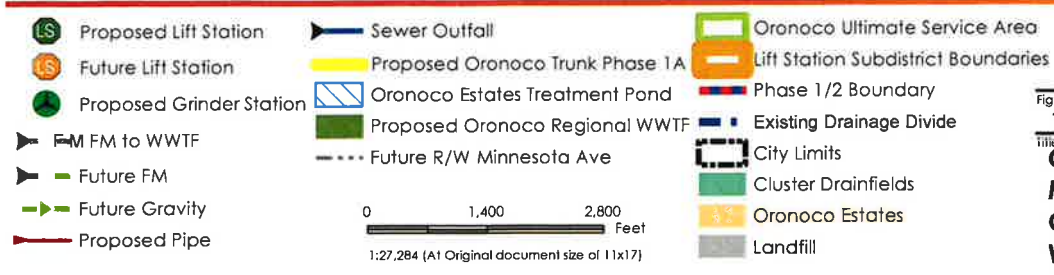 LS Proposed Lift Station
LS Future Lift Station
Proposed Grinder Station
FM FM to WWTF
Future FM
Future Gravity
Proposed Pipe
Sewer Outfall
Proposed Oronoco Trunk Phase 1A
Oronoco Estates Treatment Pond
Proposed Oronoco Regional WWTF
Future R/W Minnesota Ave
0 1,400 2,800
Feet
1:27,284 (At Original document size of 11x17)
Oronoco Ultimate Service Area
Lift Station Subdistrict Boundaries
Phase 1/2 Boundary
Existing Drainage Divide
City Limits
Cluster Drainfields
Oronoco Estates
Landfill
Fig